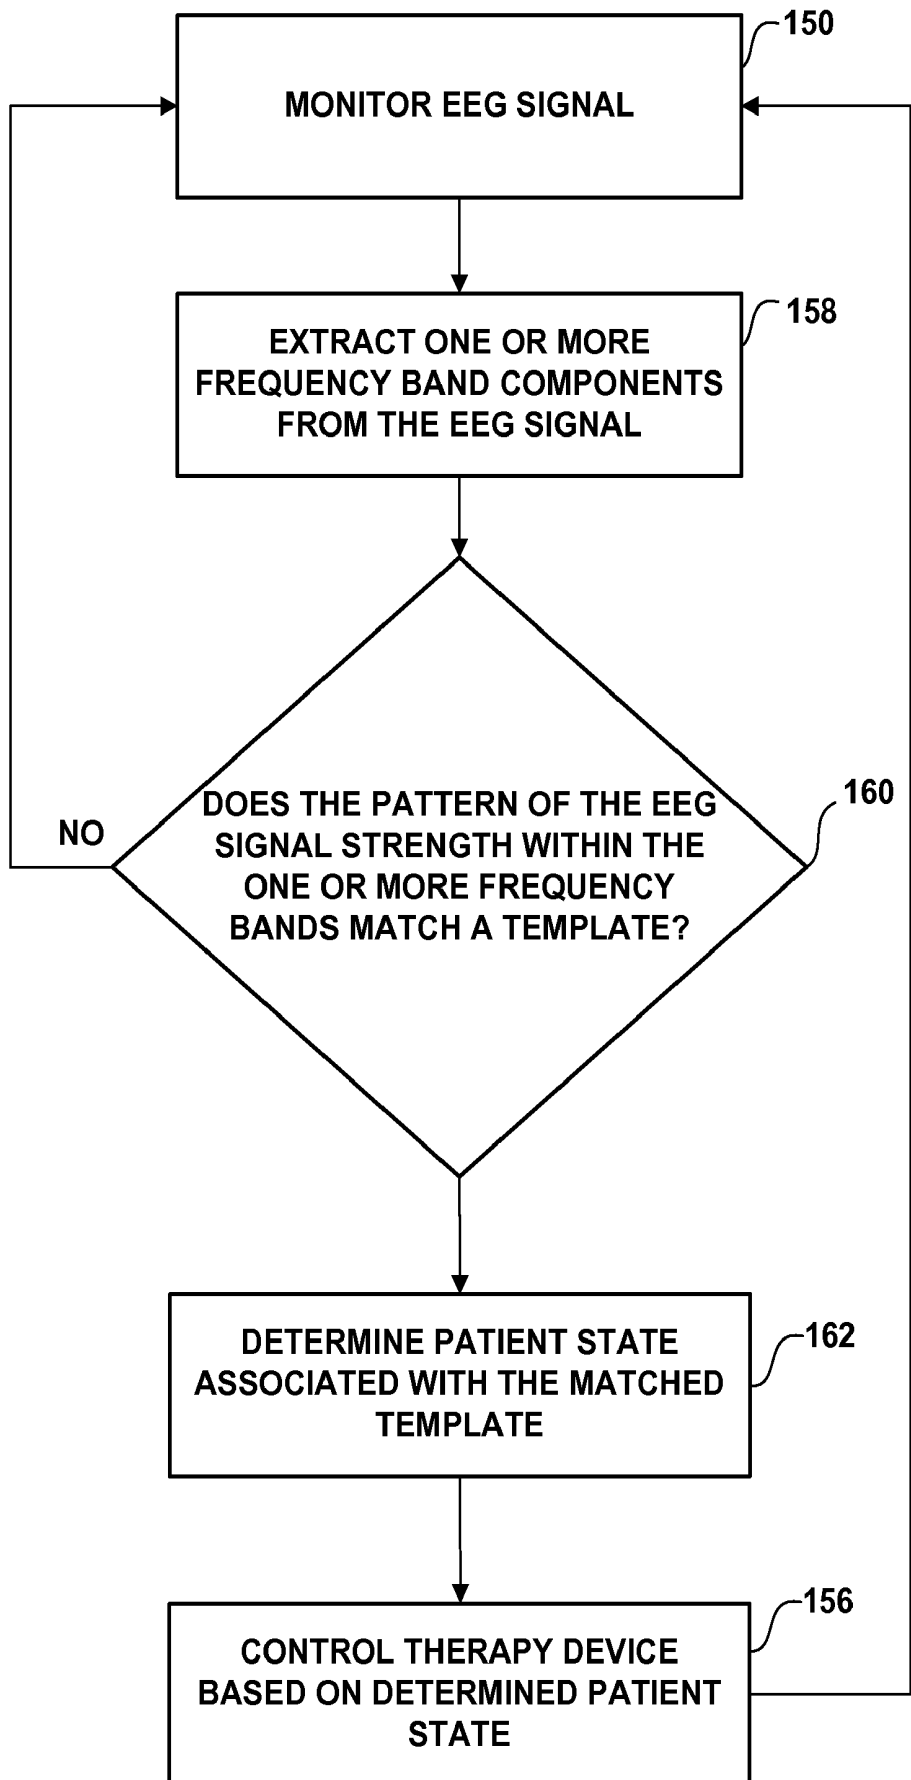 150
MONITOR EEG SIGNAL
158
EXTRACT ONE OR MORE
FREQUENCY BAND COMPONENTS
FROM THE EEG SIGNAL
160
DOES THE PATTERN OF THE EEG
SIGNAL STRENGTH WITHIN THE
ONE OR MORE FREQUENCY
BANDS MATCH A TEMPLATE?
NO
162
DETERMINE PATIENT STATE
ASSOCIATED WITH THE MATCHED
TEMPLATE
156
CONTROL THERAPY DEVICE
BASED ON DETERMINED PATIENT
STATE